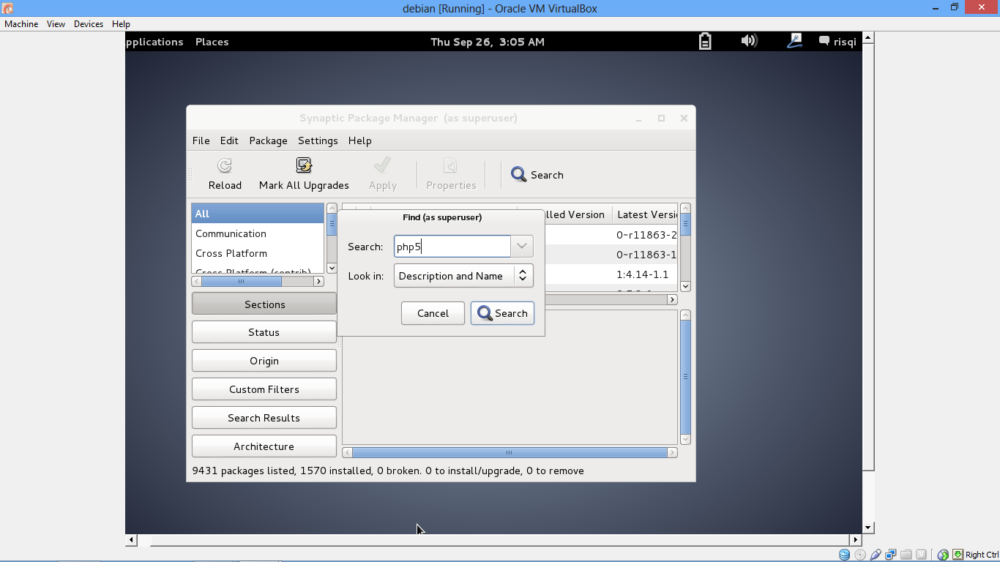 debian [Running] - Oracle VM VirtualBox
Machine View Devices Help
pplications Places Thu Sep 26, 3:05 AM risqi
Synaptic Package Manager (as superuser)
File Edit Package Settings Help
Reload Mark All Upgrades Apply Properties Search
All
Communication
Cross Platform
Cross Platform (contrib)
lled Version Latest Versi
0~r11863-2
0~r11863-1
1:4.14-1.1
Find (as superuser)
Search: php5
Look in: Description and Name
Cancel Search
Sections
Status
Origin
Custom Filters
Search Results
Architecture
9431 packages listed, 1570 installed, 0 broken. 0 to install/upgrade, 0 to remove
Right Ctrl